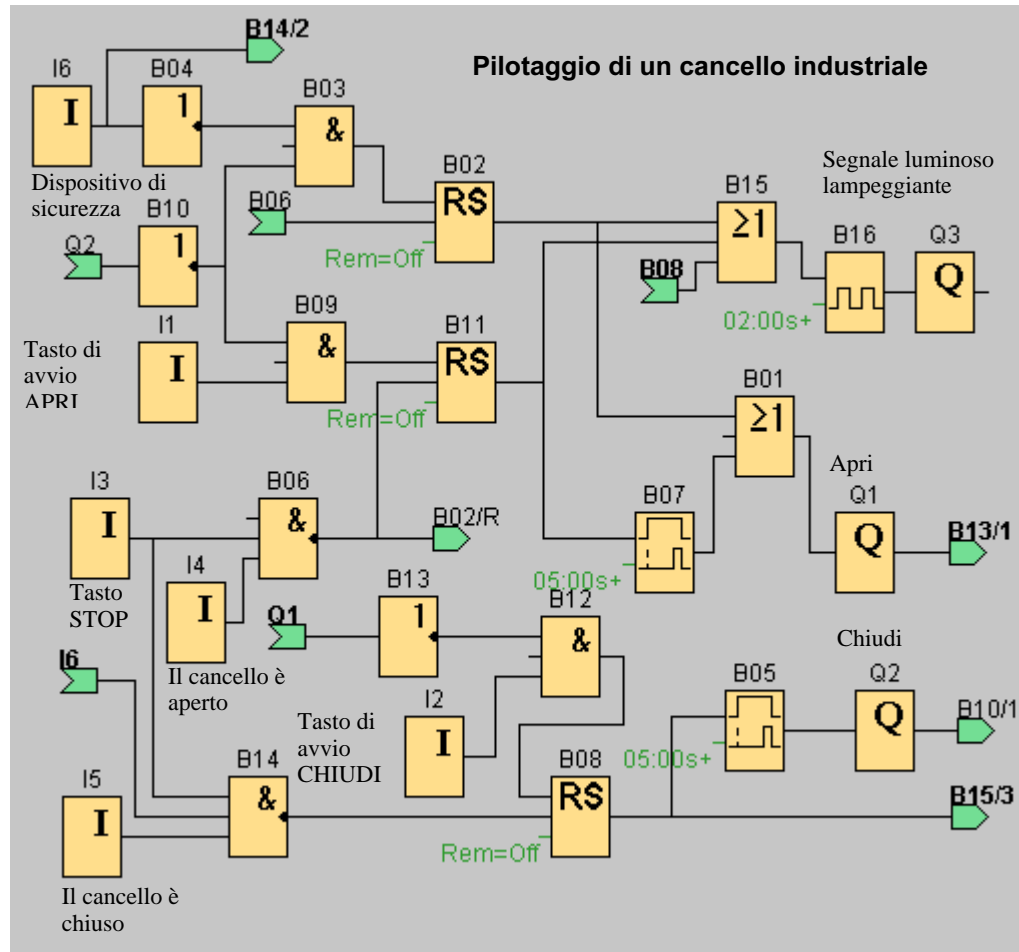 B14/2
Pilotaggio di un cancello industriale
I6
B04
B03
I
1
&
Dispositivo di
sicurezza
B02
RS
Segnale luminoso
lampeggiante
B10
B06
B15
≥1
Q2
1
Rem=Off
B16
Q3
B08
Q
I1
B09
B11
02:00s+
Tasto di
avvio
APRI
I
&
RS
Rem=Off
B01
≥1
Apri
I3
B06
B07
Q1
I
&
B02/R
Q
B13/1
Tasto
STOP
I4
I
05:00s+
B13
B12
Q1
1
&
Chiudi
I6
Il cancello è
aperto
B05
Q2
Tasto di
avvio
CHIUDI
I2
I
Q
B10/1
05:00s+
B14
B08
I5
&
RS
B15/3
I
Rem=Off
Il cancello è
chiuso